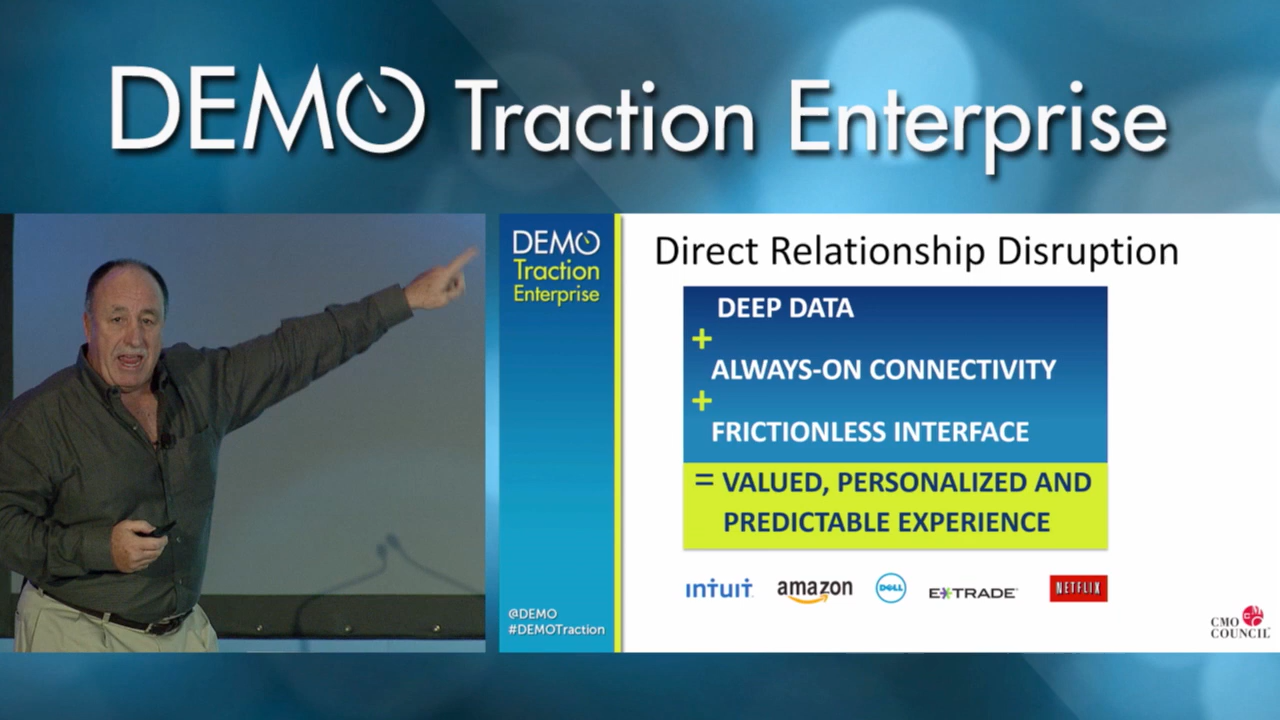 DEMO Traction Enterprise
DEMO
Traction
Enterprise
@DEMO
#DEMOTraction
Direct Relationship Disruption
DEEP DATA
+
ALWAYS-ON CONNECTIVITY
+
FRICTIONLESS INTERFACE
= VALUED, PERSONALIZED AND
PREDICTABLE EXPERIENCE
intuit amazon DELL E*TRADE NETFLIX
CMO
COUNCIL